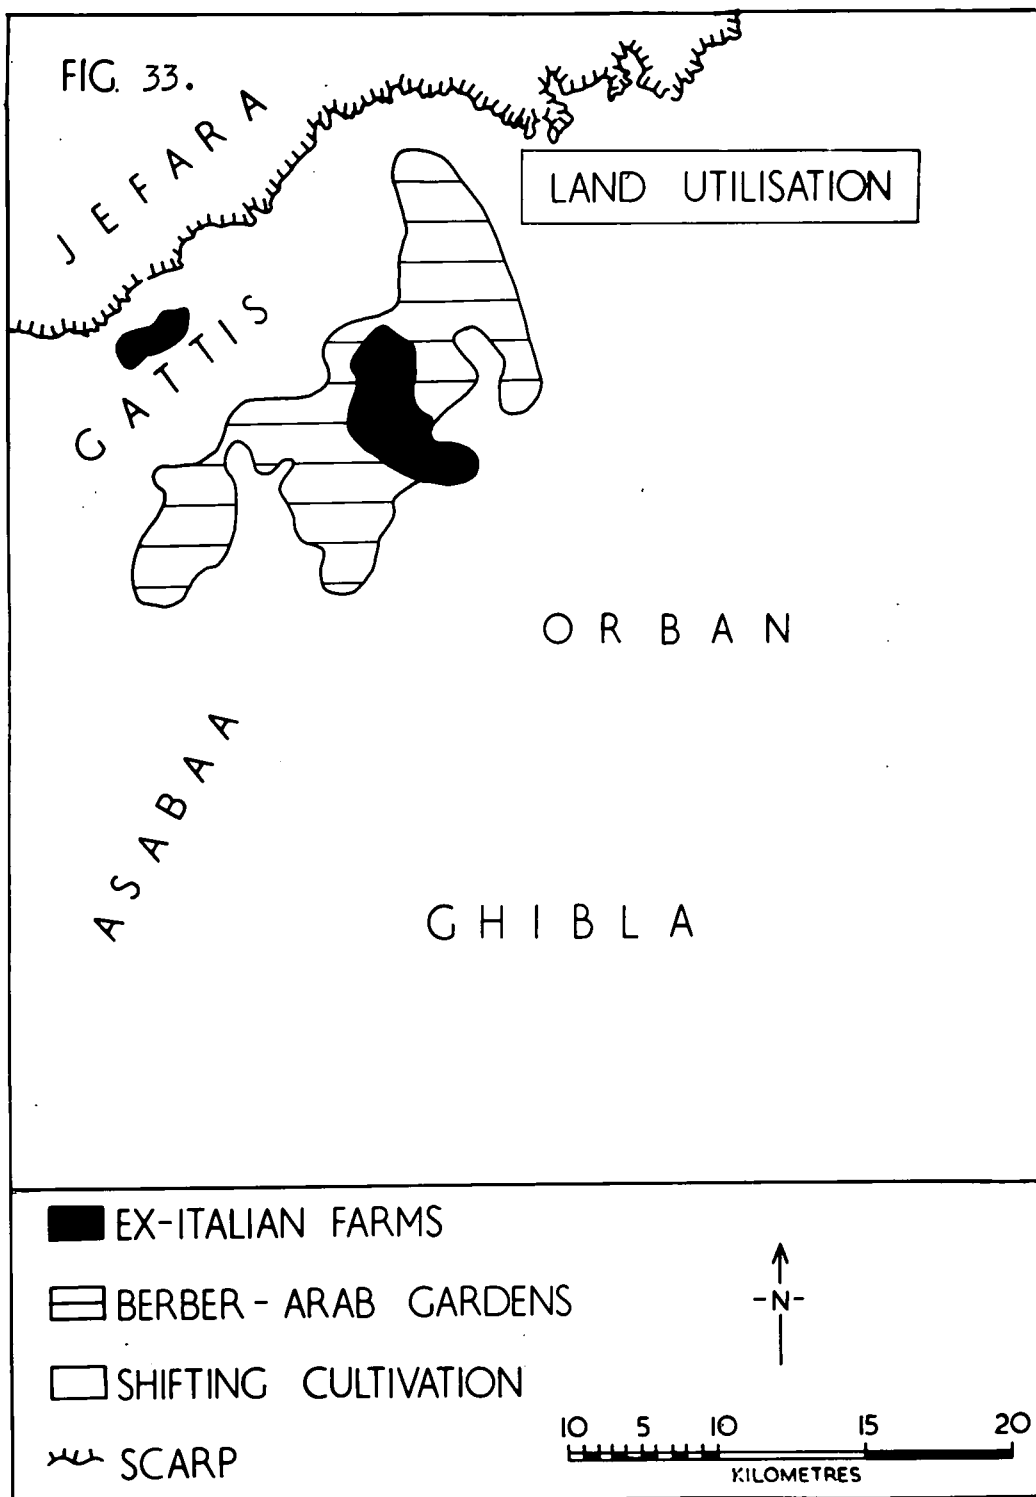 FIG. 33.
JEFARA
LAND UTILISATION
GATTIS
ORBAN
ASABAA
GHIBLA
EX-ITALIAN FARMS
BERBER-ARAB GARDENS
-N-
SHIFTING CULTIVATION
10 5 10 15 20
KILOMETRES
SCARP